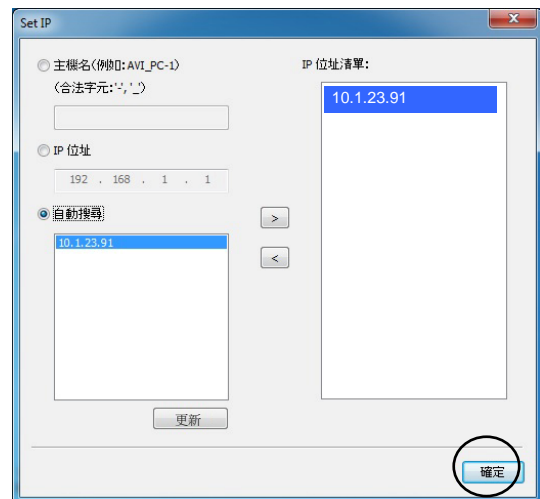 Set IP
主機名(例如:AVI_PC-1)
(合法字元:'-', '_')
IP 位址
192 . 168 . 1 . 1
自動搜尋
10.1.23.91
更新
>
<
IP 位址清單:
10.1.23.91
確定